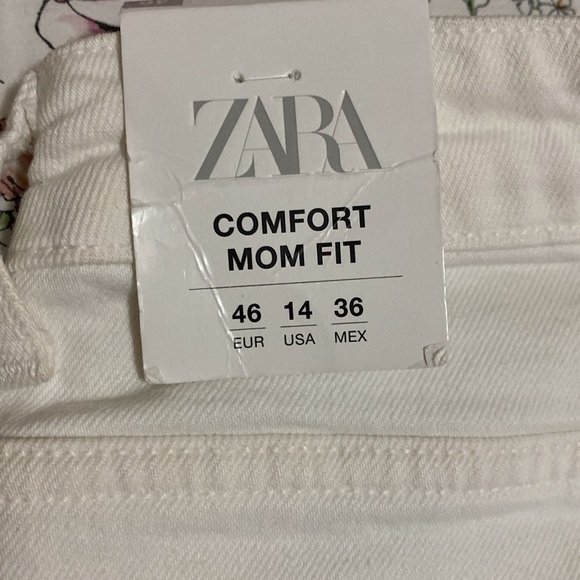 ZARA
COMFORT
MOM FIT
46 14 36
EUR USA MEX